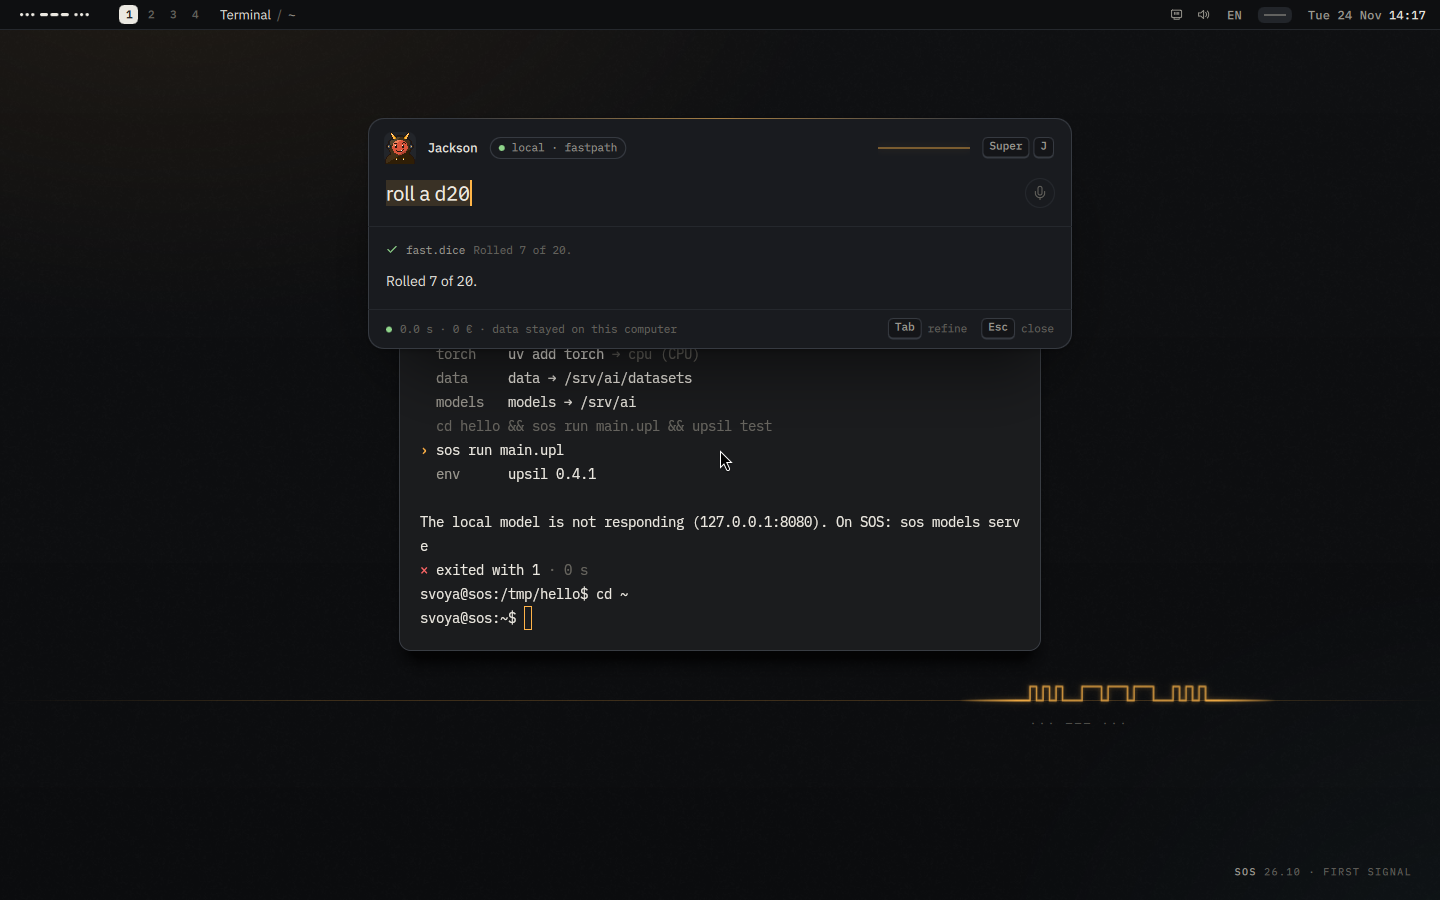 1 2 3 4 Terminal / ~
EN
Tue 24 Nov 14:17
Jackson
local · fastpath
Super J
roll a d20
fast.dice Rolled 7 of 20.
Rolled 7 of 20.
0.0 s · 0 € · data stayed on this computer
Tab refine Esc close
torch uv add torch → cpu (CPU)
data data → /srv/ai/datasets
models models → /srv/ai
cd hello && sos run main.upl && upsil test
› sos run main.upl
env upsil 0.4.1
The local model is not responding (127.0.0.1:8080). On SOS: sos models serv
e
× exited with 1 · 0 s
svoya@sos:/tmp/hello$ cd ~
svoya@sos:~$
··· ——— ···
SOS 26.10 · FIRST SIGNAL